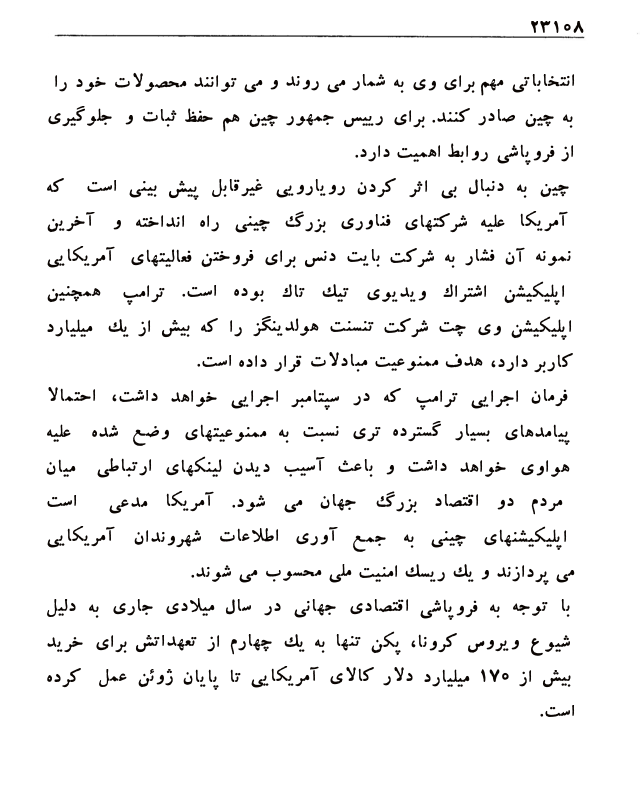 ۲۳۱۰۸
انتخاباتی مهم برای وی به شمار می روند و می توانند محصولات خود را
به چین صادر کنند. برای رییس جمهور چین هم حفظ ثبات و جلوگیری
از فروپاشی روابط اهمیت دارد.
چین به دنبال بی اثر کردن رویارویی غیرقابل پیش بینی است که
آمریکا علیه شرکتهای فناوری بزرگ چینی راه انداخته و آخرین
نمونه آن فشار به شرکت بایت دنس برای فروختن فعالیتهای آمریکایی
اپلیکیشن اشتراک ویدیوی تیک تاک بوده است. ترامپ همچنین
اپلیکیشن وی چت شرکت تنسنت هولدینگز را که بیش از یک میلیارد
کاربر دارد، هدف ممنوعیت مبادلات قرار داده است.
فرمان اجرایی ترامپ که در سپتامبر اجرایی خواهد داشت، احتمالا
پیامدهای بسیار گسترده تری نسبت به ممنوعیتهای وضع شده علیه
هواوی خواهد داشت و باعث آسیب دیدن لینکهای ارتباطی میان
مردم دو اقتصاد بزرگ جهان می شود. آمریکا مدعی است
اپلیکیشنهای چینی به جمع آوری اطلاعات شهروندان آمریکایی
می پردازند و یک ریسک امنیت ملی محسوب می شوند.
با توجه به فروپاشی اقتصادی جهانی در سال میلادی جاری به دلیل
شیوع ویروس کرونا، پکن تنها به یک چهارم از تعهداتش برای خرید
بیش از ۱۷۰ میلیارد دلار کالای آمریکایی تا پایان ژوئن عمل کرده
است.